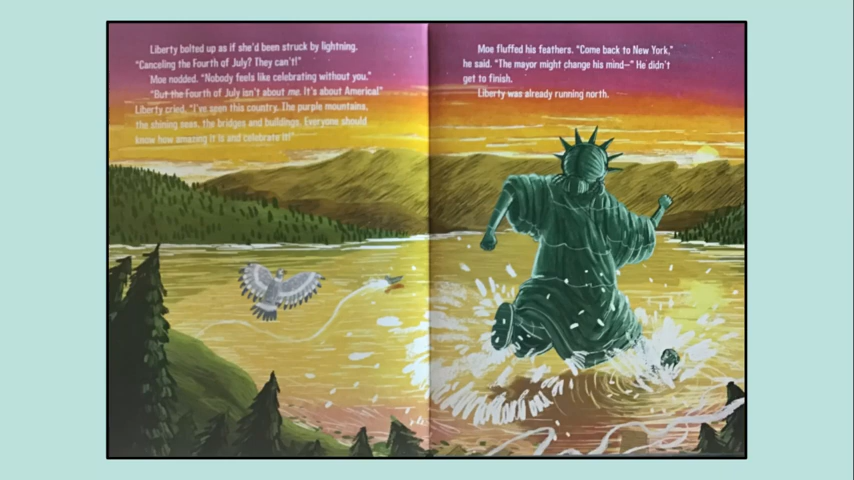 Liberty bolted up as if she'd been struck by lightning.
"Canceling the Fourth of July? They can't!"
Moe nodded. "Nobody feels like celebrating without you."
"But the Fourth of July isn't about me. It's about America!"
Liberty cried. "I've seen this country. The purple mountains,
the shining seas, the bridges and buildings. Everyone should
know how amazing it is and celebrate it!"
Moe fluffed his feathers. "Come back to New York,"
he said. "The mayor might change his mind—" He didn't
get to finish.
Liberty was already running north.